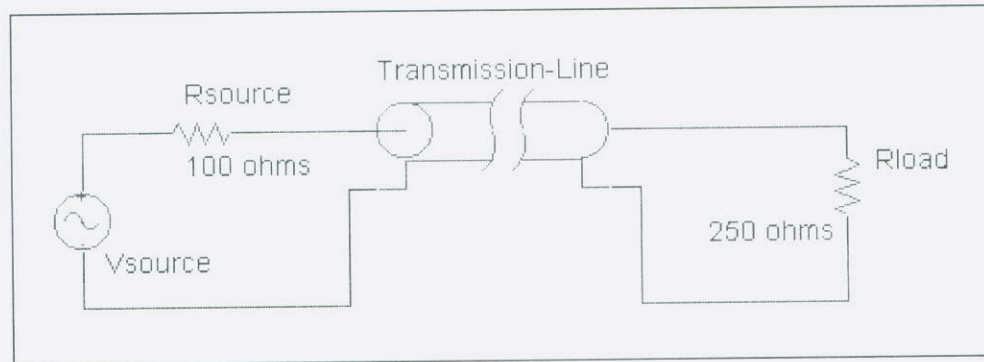 Transmission-Line
Rsource
100 ohms
Rload
250 ohms
Vsource